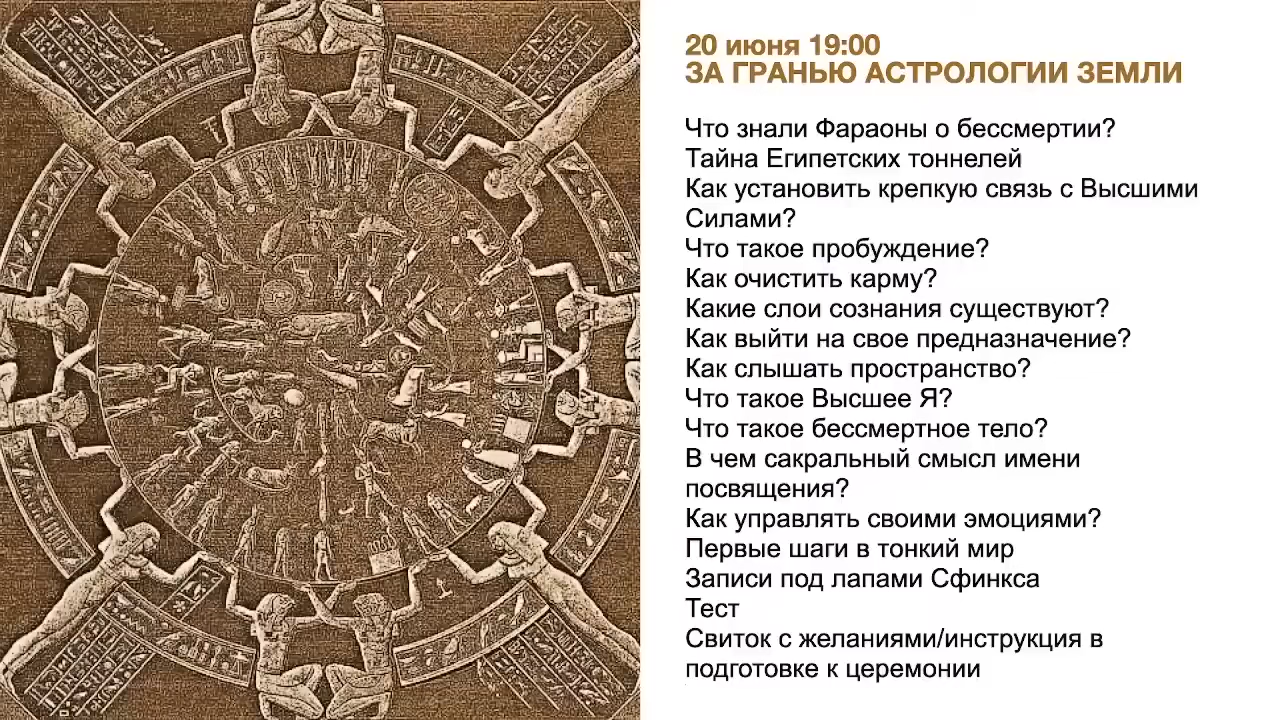 20 июня 19:00
ЗА ГРАНЬЮ АСТРОЛОГИИ ЗЕМЛИ
Что знали Фараоны о бессмертии?
Тайна Египетских тоннелей
Как установить крепкую связь с Высшими
Силами?
Что такое пробуждение?
Как очистить карму?
Какие слои сознания существуют?
Как выйти на свое предназначение?
Как слышать пространство?
Что такое Высшее Я?
Что такое бессмертное тело?
В чем сакральный смысл имени
посвящения?
Как управлять своими эмоциями?
Первые шаги в тонкий мир
Записи под лапами Сфинкса
Тест
Свиток с желаниями/инструкция в
подготовке к церемонии